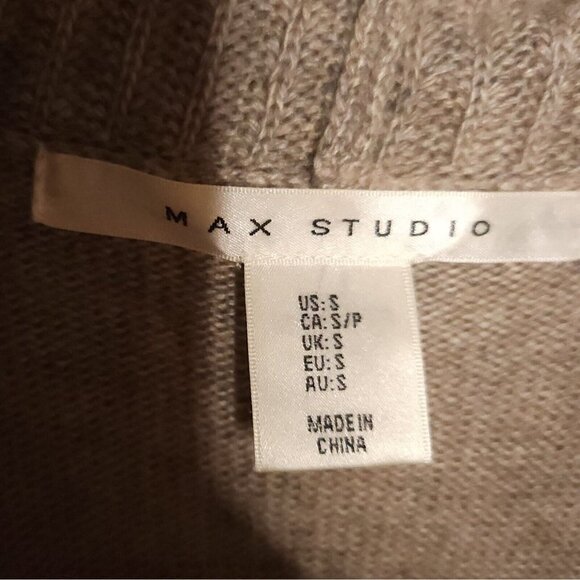 MAX STUDIO
US: S
CA: S/P
UK: S
EU: S
AU: S
MADE IN
CHINA